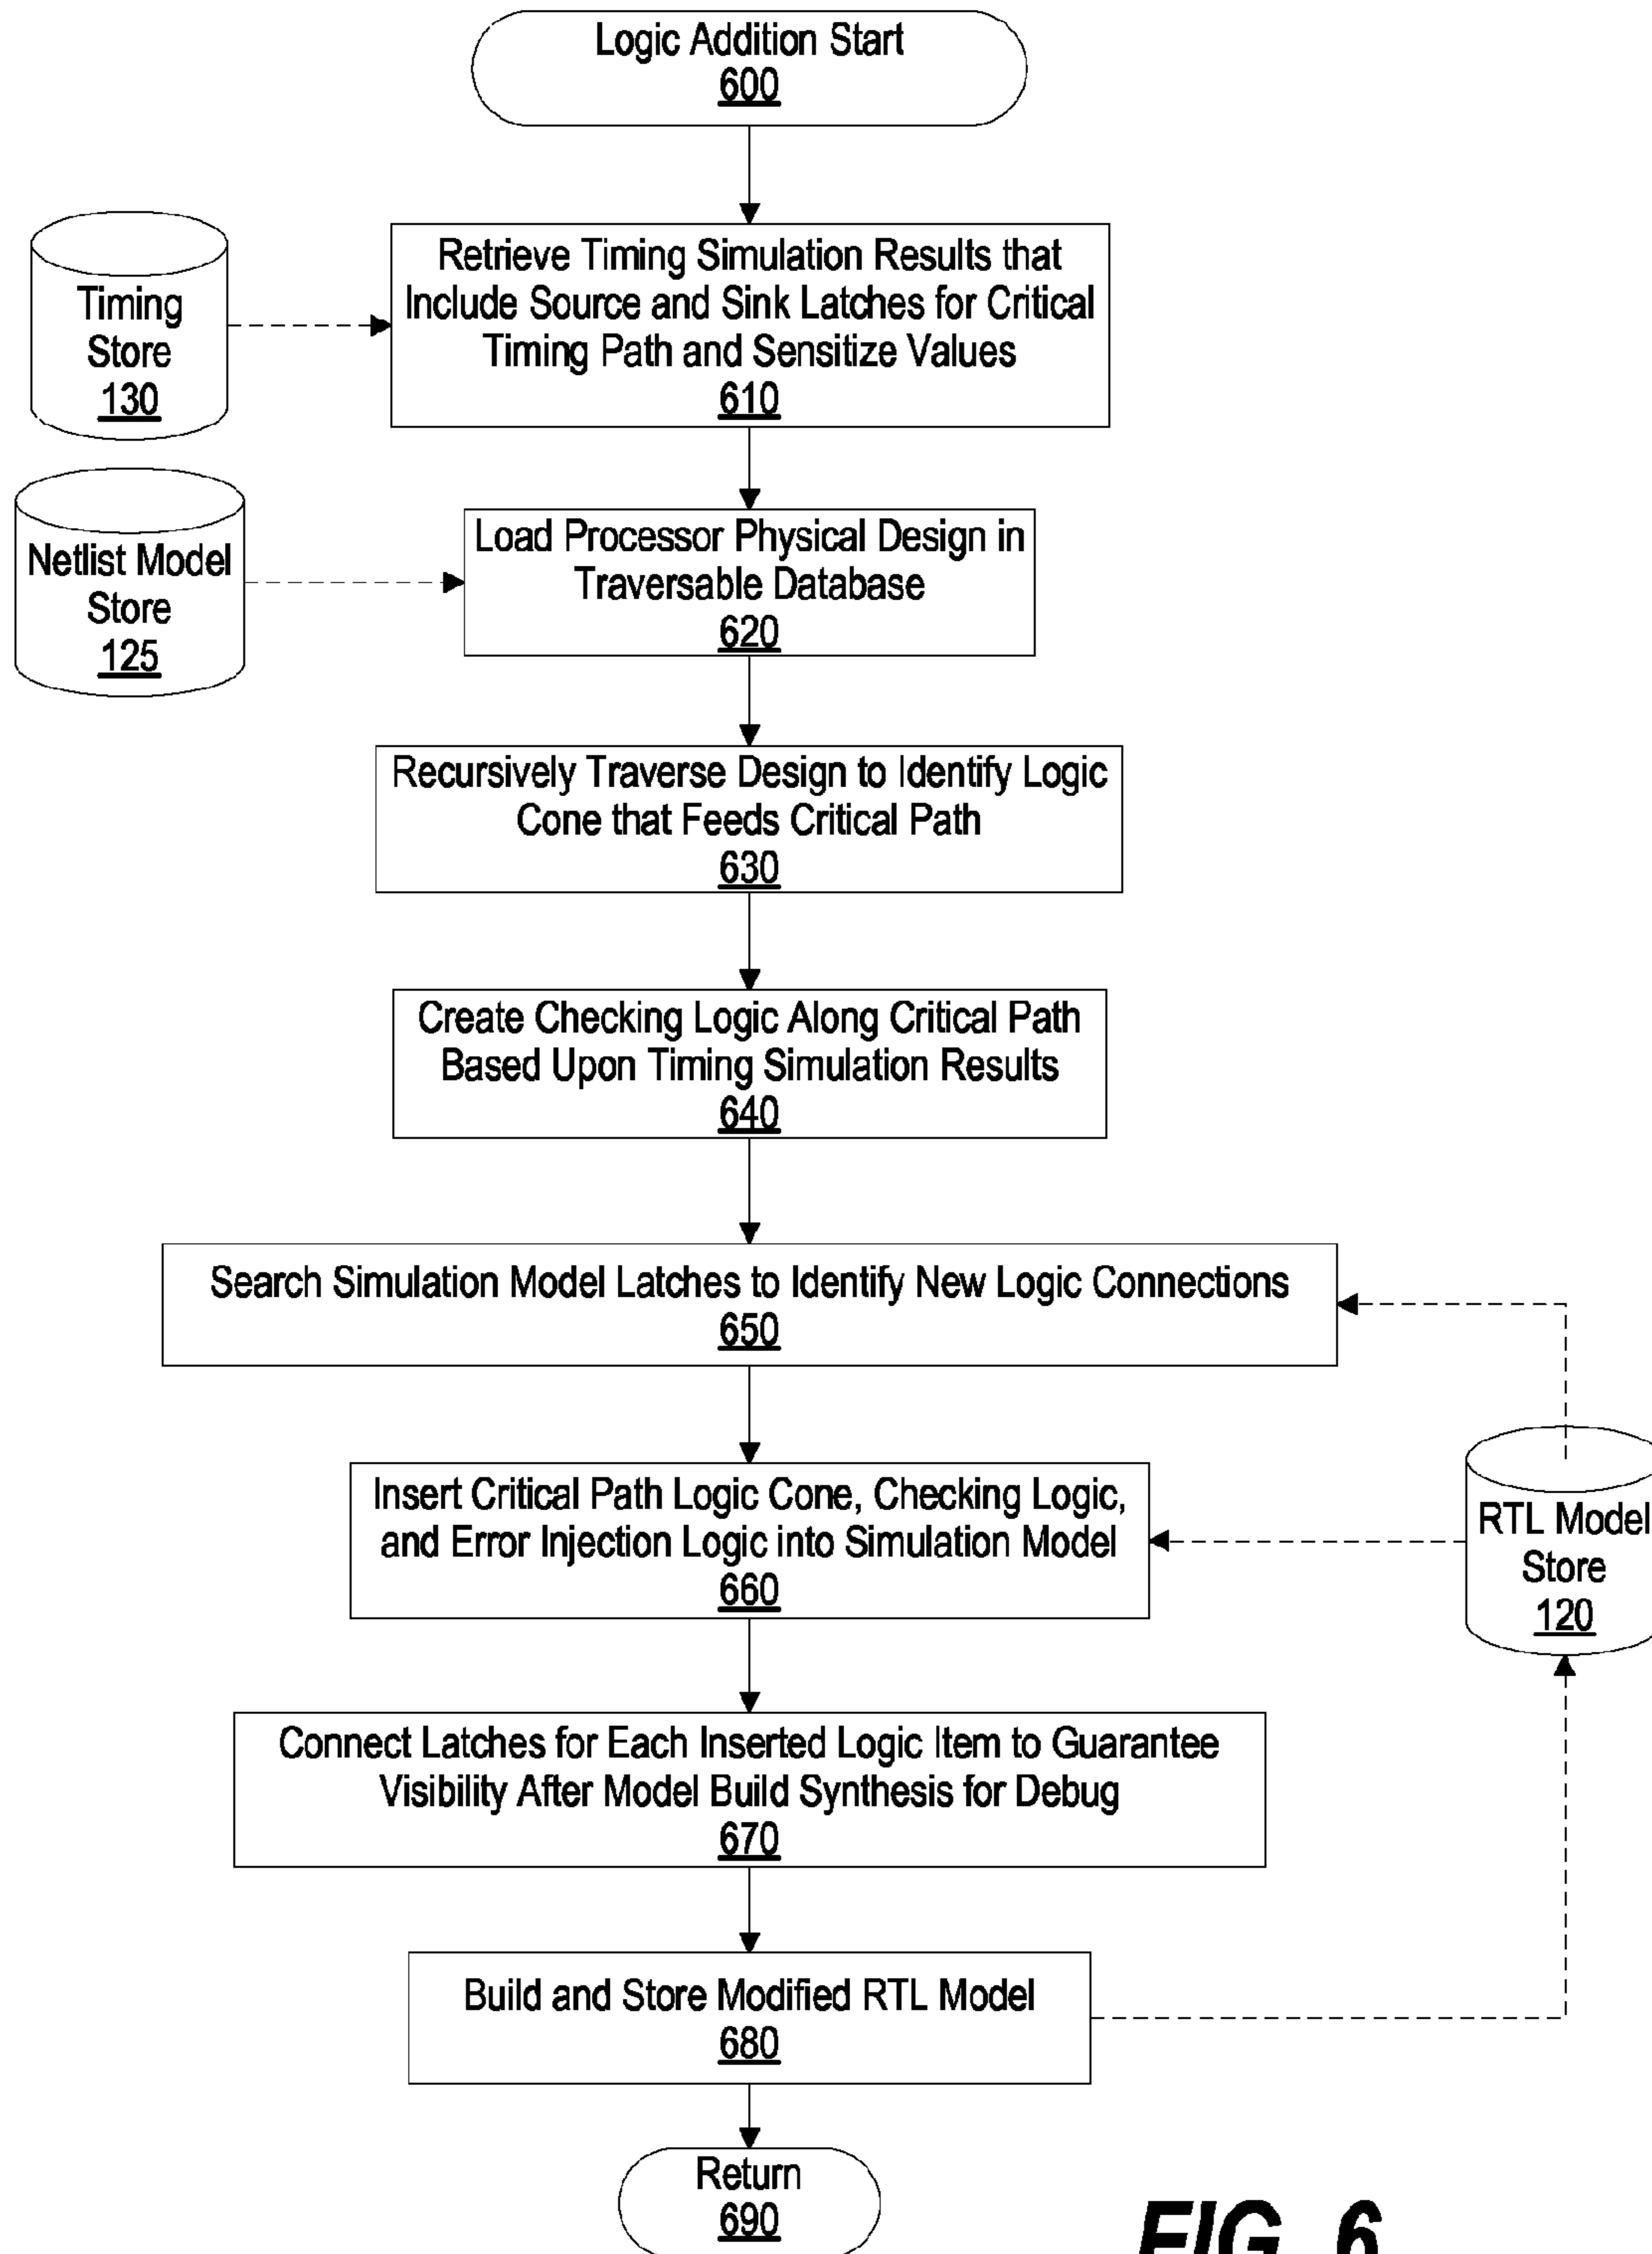 Logic Addition Start
600
Timing
Store
130
Retrieve Timing Simulation Results that
Include Source and Sink Latches for Critical
Timing Path and Sensitize Values
610
Netlist Model
Store
125
Load Processor Physical Design in
Traversable Database
620
Recursively Traverse Design to Identify Logic
Cone that Feeds Critical Path
630
Create Checking Logic Along Critical Path
Based Upon Timing Simulation Results
640
Search Simulation Model Latches to Identify New Logic Connections
650
Insert Critical Path Logic Cone, Checking Logic,
and Error Injection Logic into Simulation Model
660
RTL Model
Store
120
Connect Latches for Each Inserted Logic Item to Guarantee
Visibility After Model Build Synthesis for Debug
670
Build and Store Modified RTL Model
680
Return
690
FIG. 6